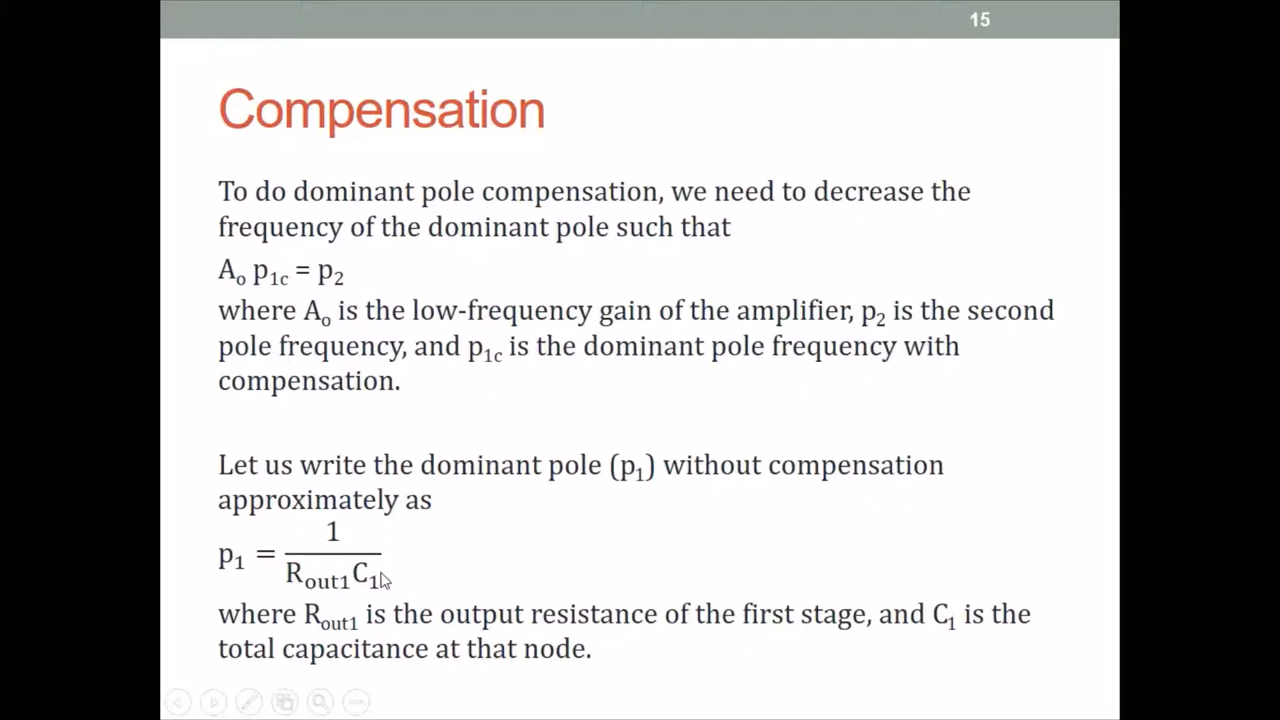 15
Compensation
To do dominant pole compensation, we need to decrease the
frequency of the dominant pole such that
Aₒ p₁c = p₂
where Aₒ is the low-frequency gain of the amplifier, p₂ is the second
pole frequency, and p₁c is the dominant pole frequency with
compensation.
Let us write the dominant pole (p₁) without compensation
approximately as
p₁ = 1 / (Rout1 C₁)
where Rout1 is the output resistance of the first stage, and C₁ is the
total capacitance at that node.